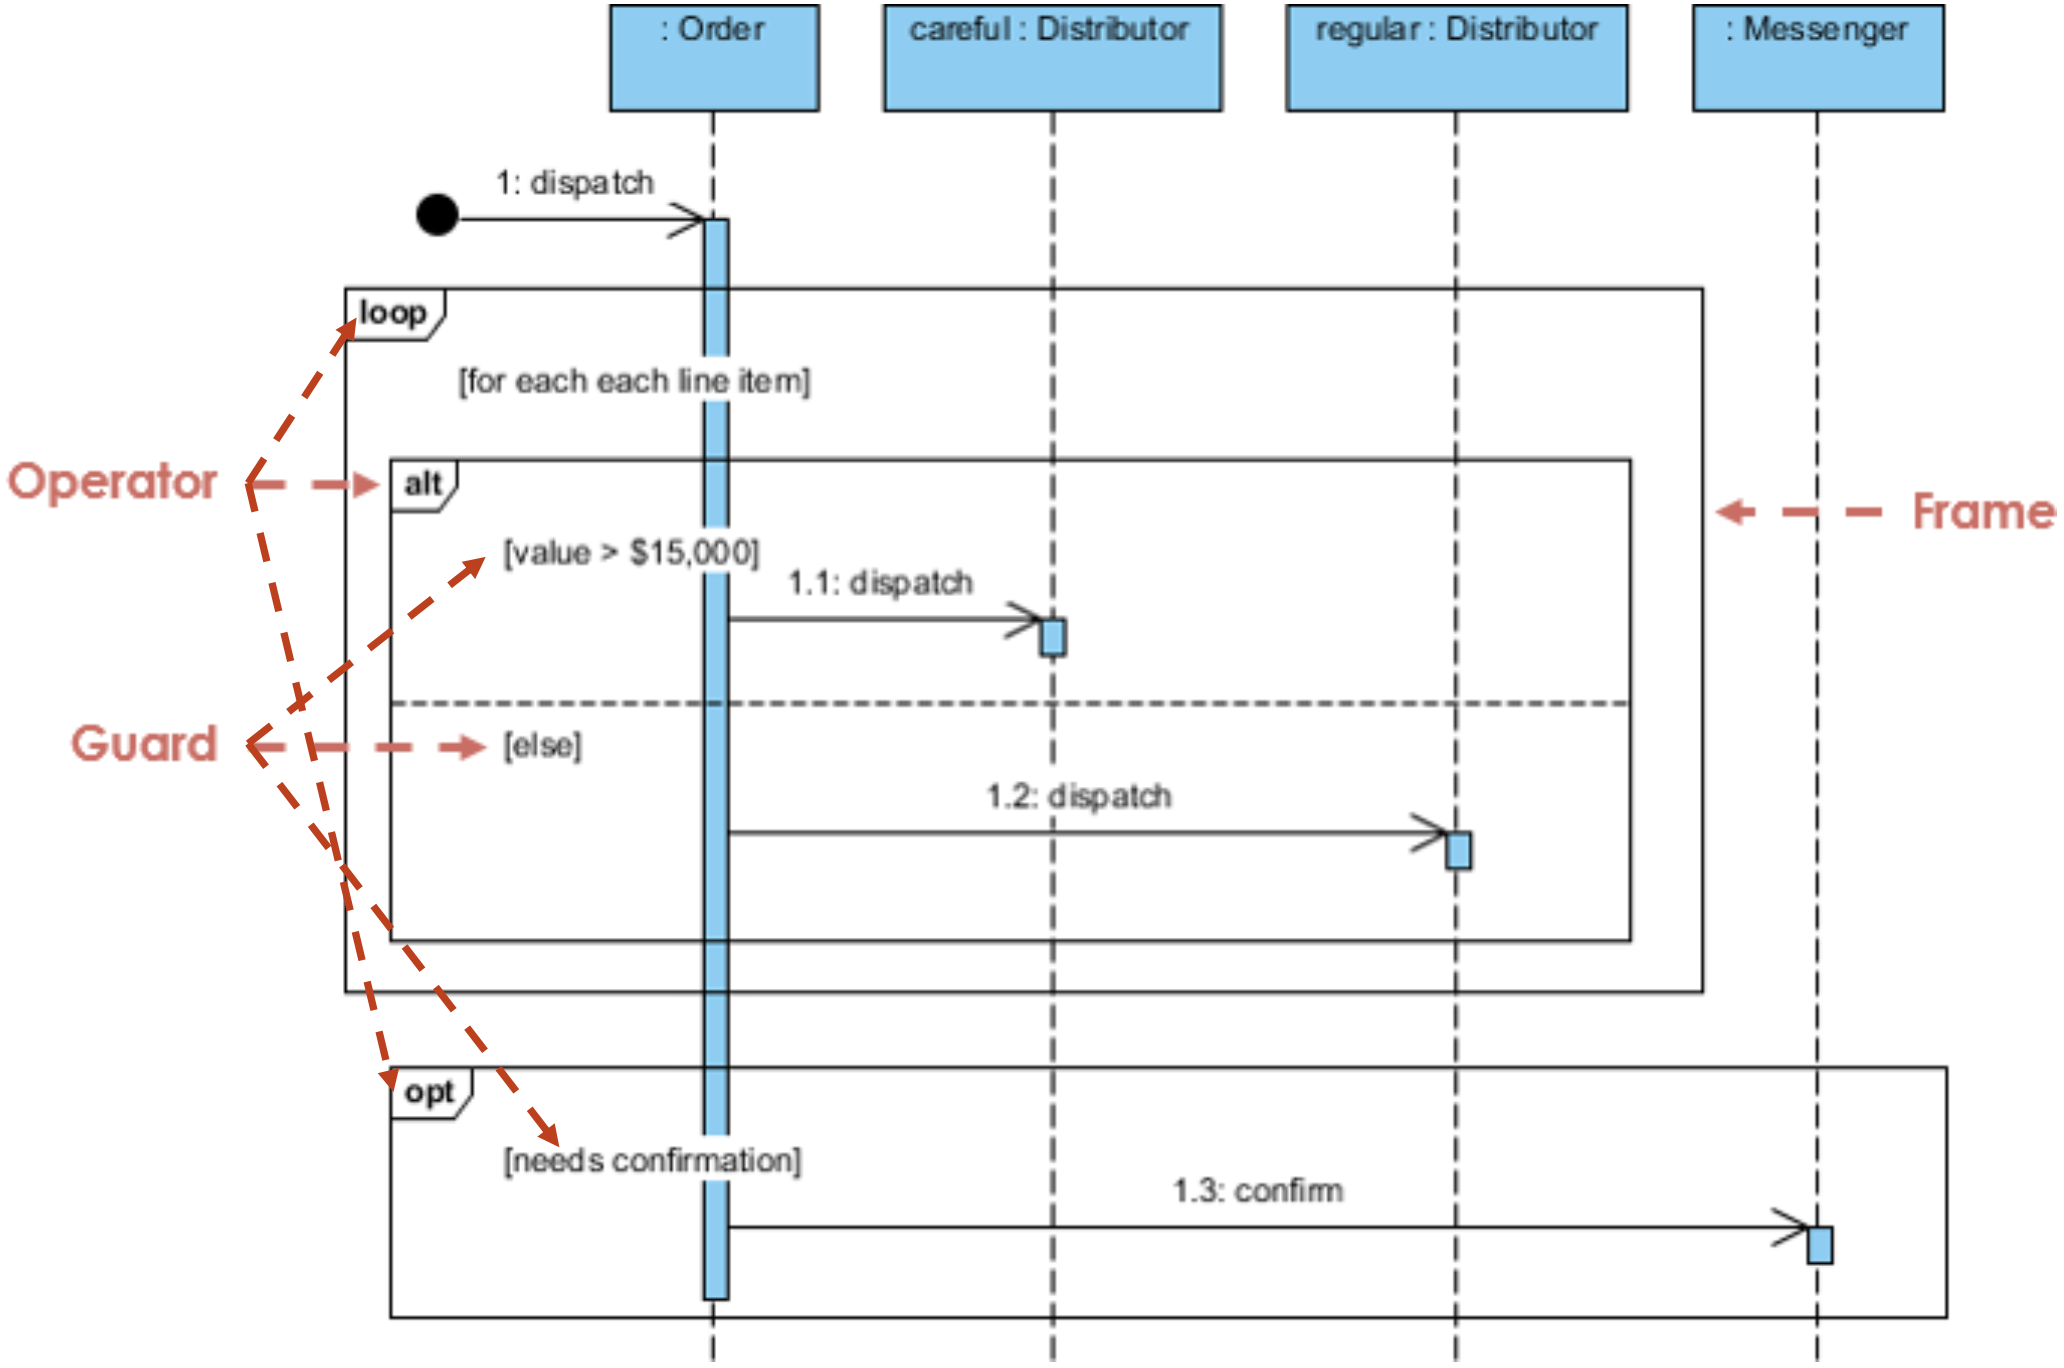 : Order
careful : Distributor
regular : Distributor
: Messenger
1: dispatch
loop
[for each each line item]
Operator
alt
Frame
[value > $15,000]
1.1: dispatch
Guard
[else]
1.2: dispatch
opt
[needs confirmation]
1.3: confirm